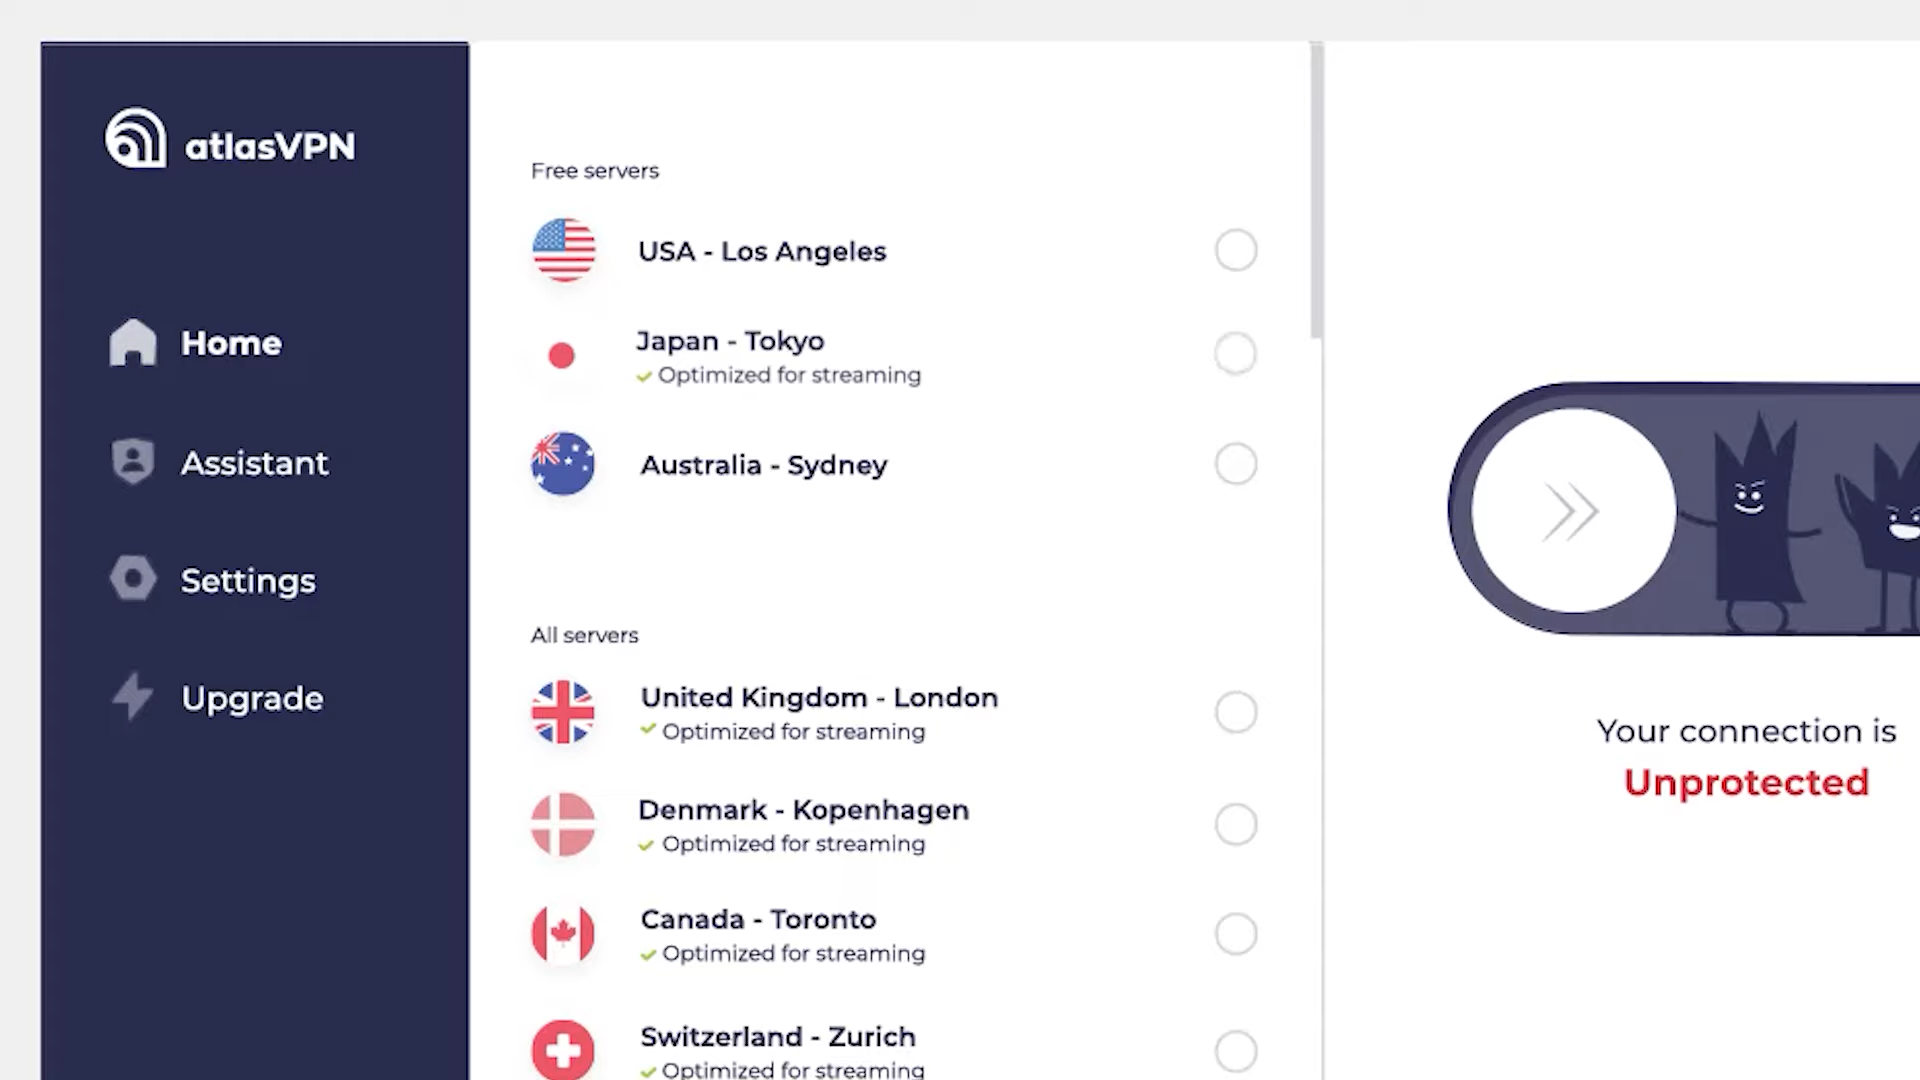 atlasVPN
Home
Assistant
Settings
Upgrade
Free servers
USA - Los Angeles
Japan - Tokyo
Optimized for streaming
Australia - Sydney
All servers
United Kingdom - London
Optimized for streaming
Denmark - Kopenhagen
Optimized for streaming
Canada - Toronto
Optimized for streaming
Switzerland - Zurich
Optimized for streaming
Your connection is
Unprotected